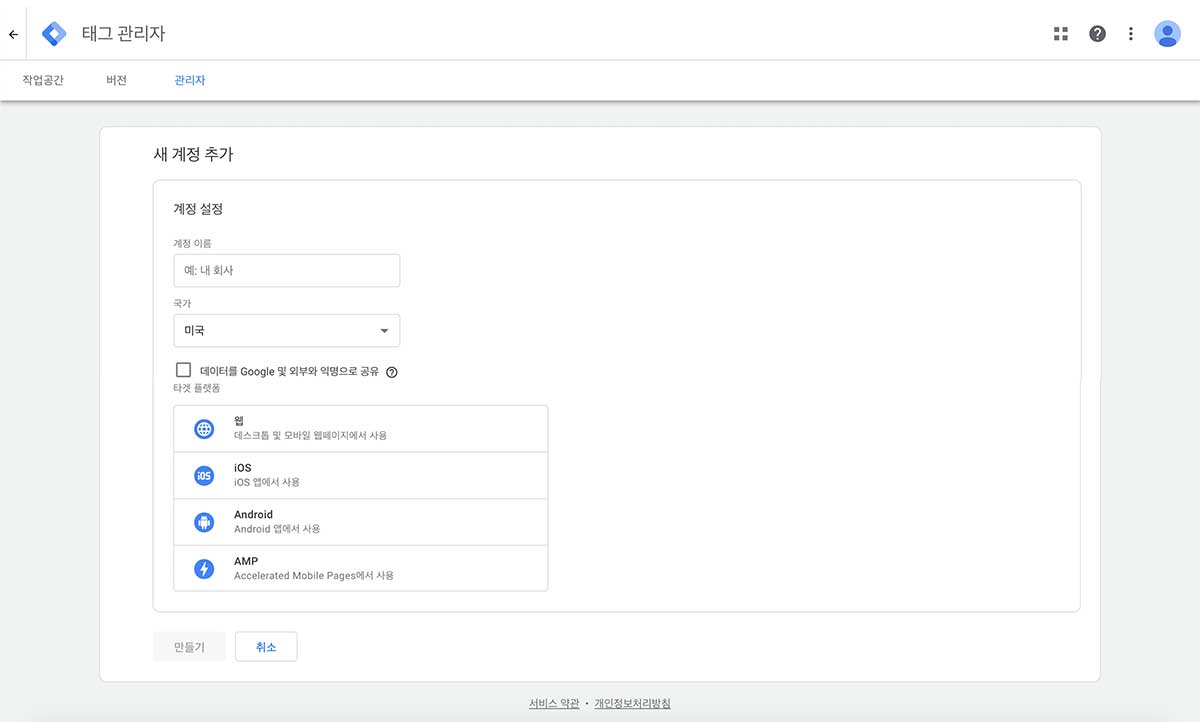 태그 관리자
작업공간 버전 관리자
새 계정 추가
계정 설정
계정 이름
예: 내 회사
국가
미국
데이터를 Google 및 외부와 익명으로 공유
타겟 플랫폼
웹
데스크톱 및 모바일 웹페이지에서 사용
iOS
iOS
iOS 앱에서 사용
Android
Android 앱에서 사용
AMP
Accelerated Mobile Pages에서 사용
만들기 취소
서비스 약관 · 개인정보처리방침